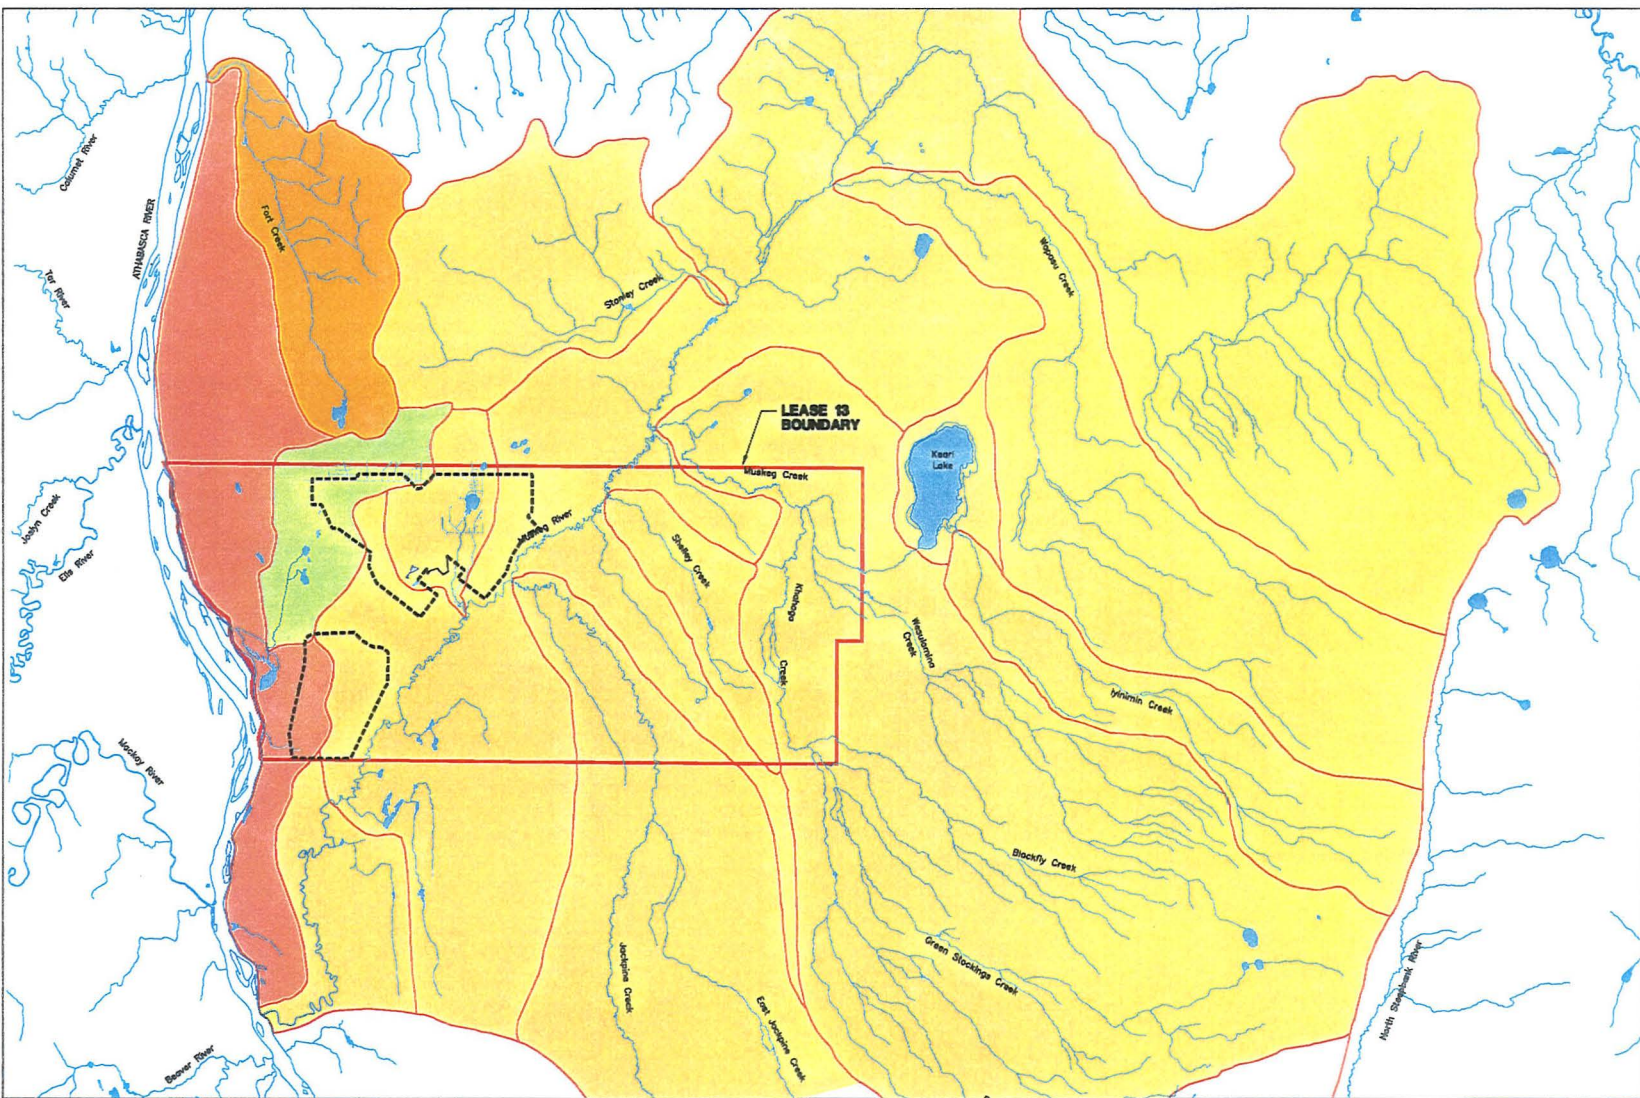 Calumet River
ATHABASCA RIVER
Fort Creek
Tar River
Stanley Creek
Wapasu Creek
LEASE 13
BOUNDARY
Kearl
Lake
Muskeg Creek
Joslyn Creek
Ells River
Muskeg River
Shelley Creek
Khahago
Creek
Wesukemina
Creek
Iyinimin Creek
Mackay River
Blackfly Creek
Green Stockings Creek
Jackpine Creek
East Jackpine Creek
North Steepbank River
Beaver River